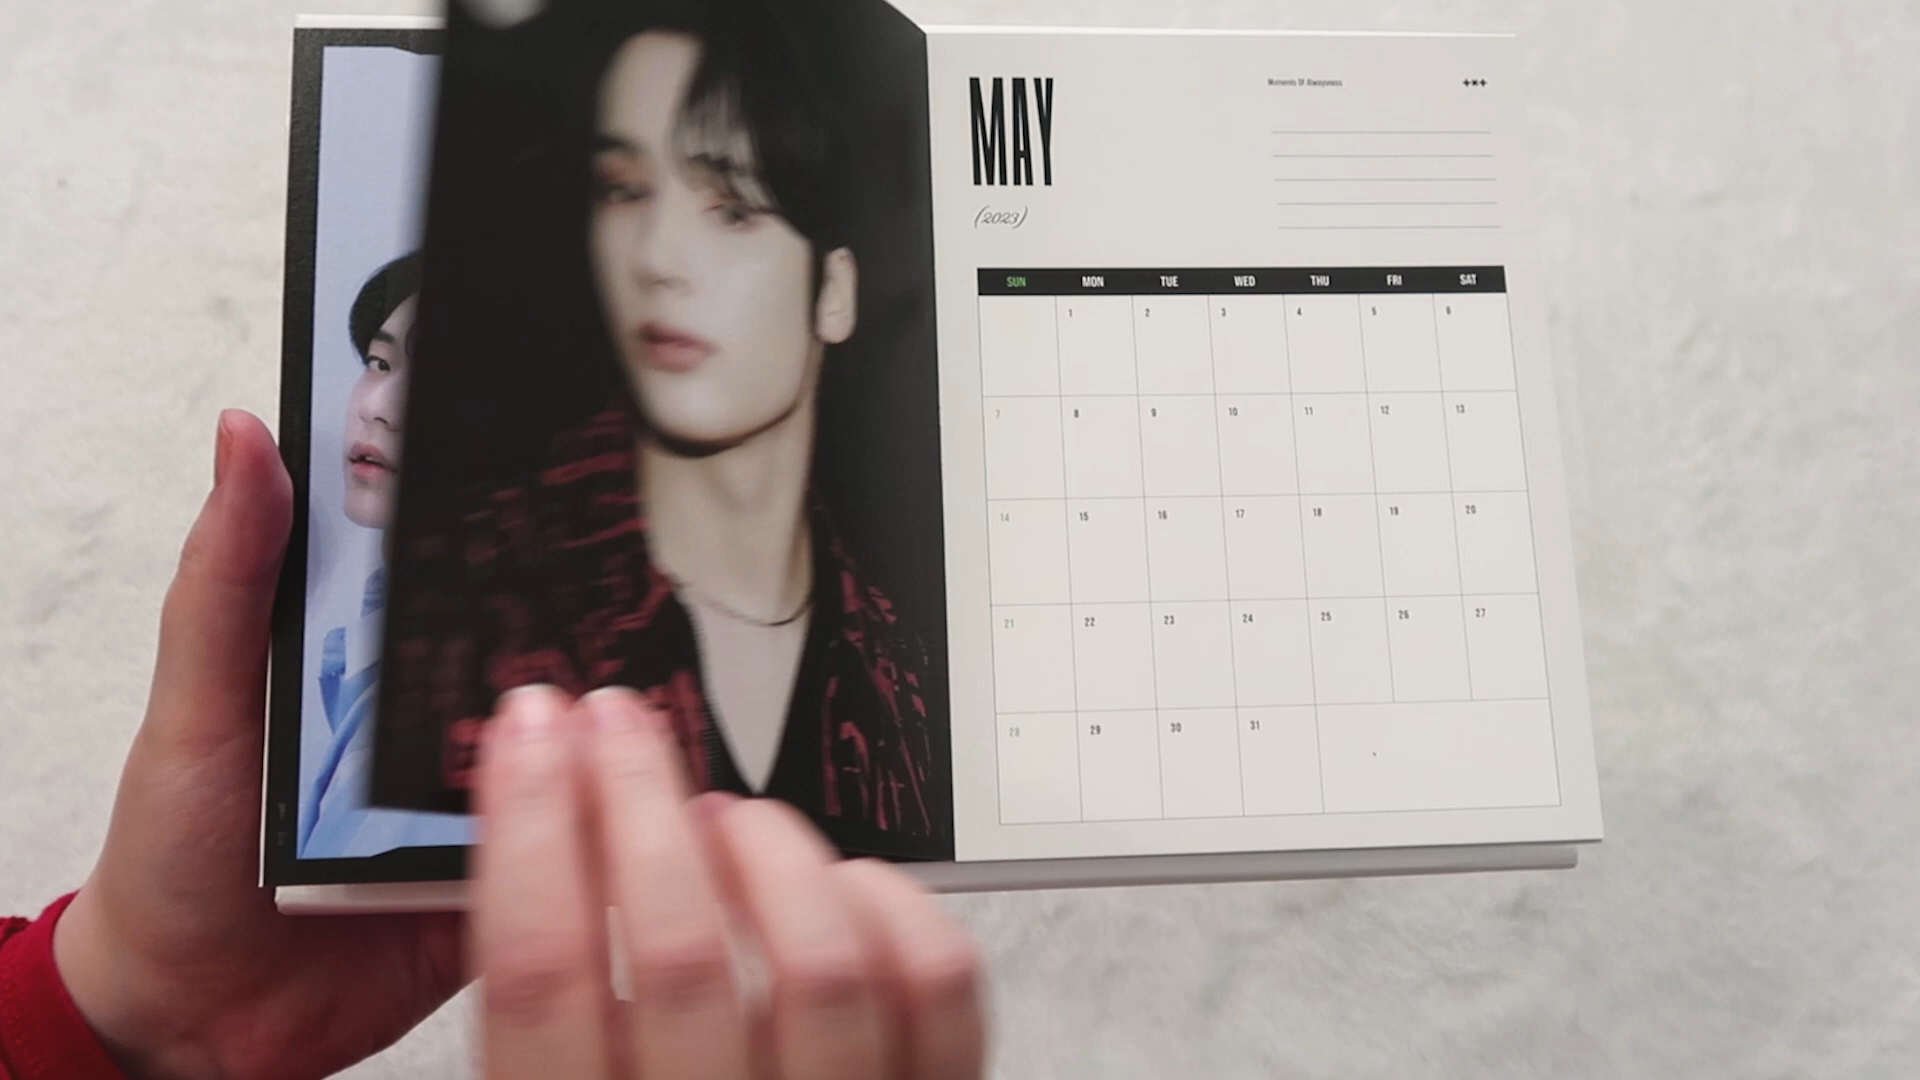 MAY
(2023)
Moments Of Alwaysness
+×+
SUN MON TUE WED THU FRI SAT
1 2 3 4 5 6
7 8 9 10 11 12 13
14 15 16 17 18 19 20
21 22 23 24 25 26 27
28 29 30 31